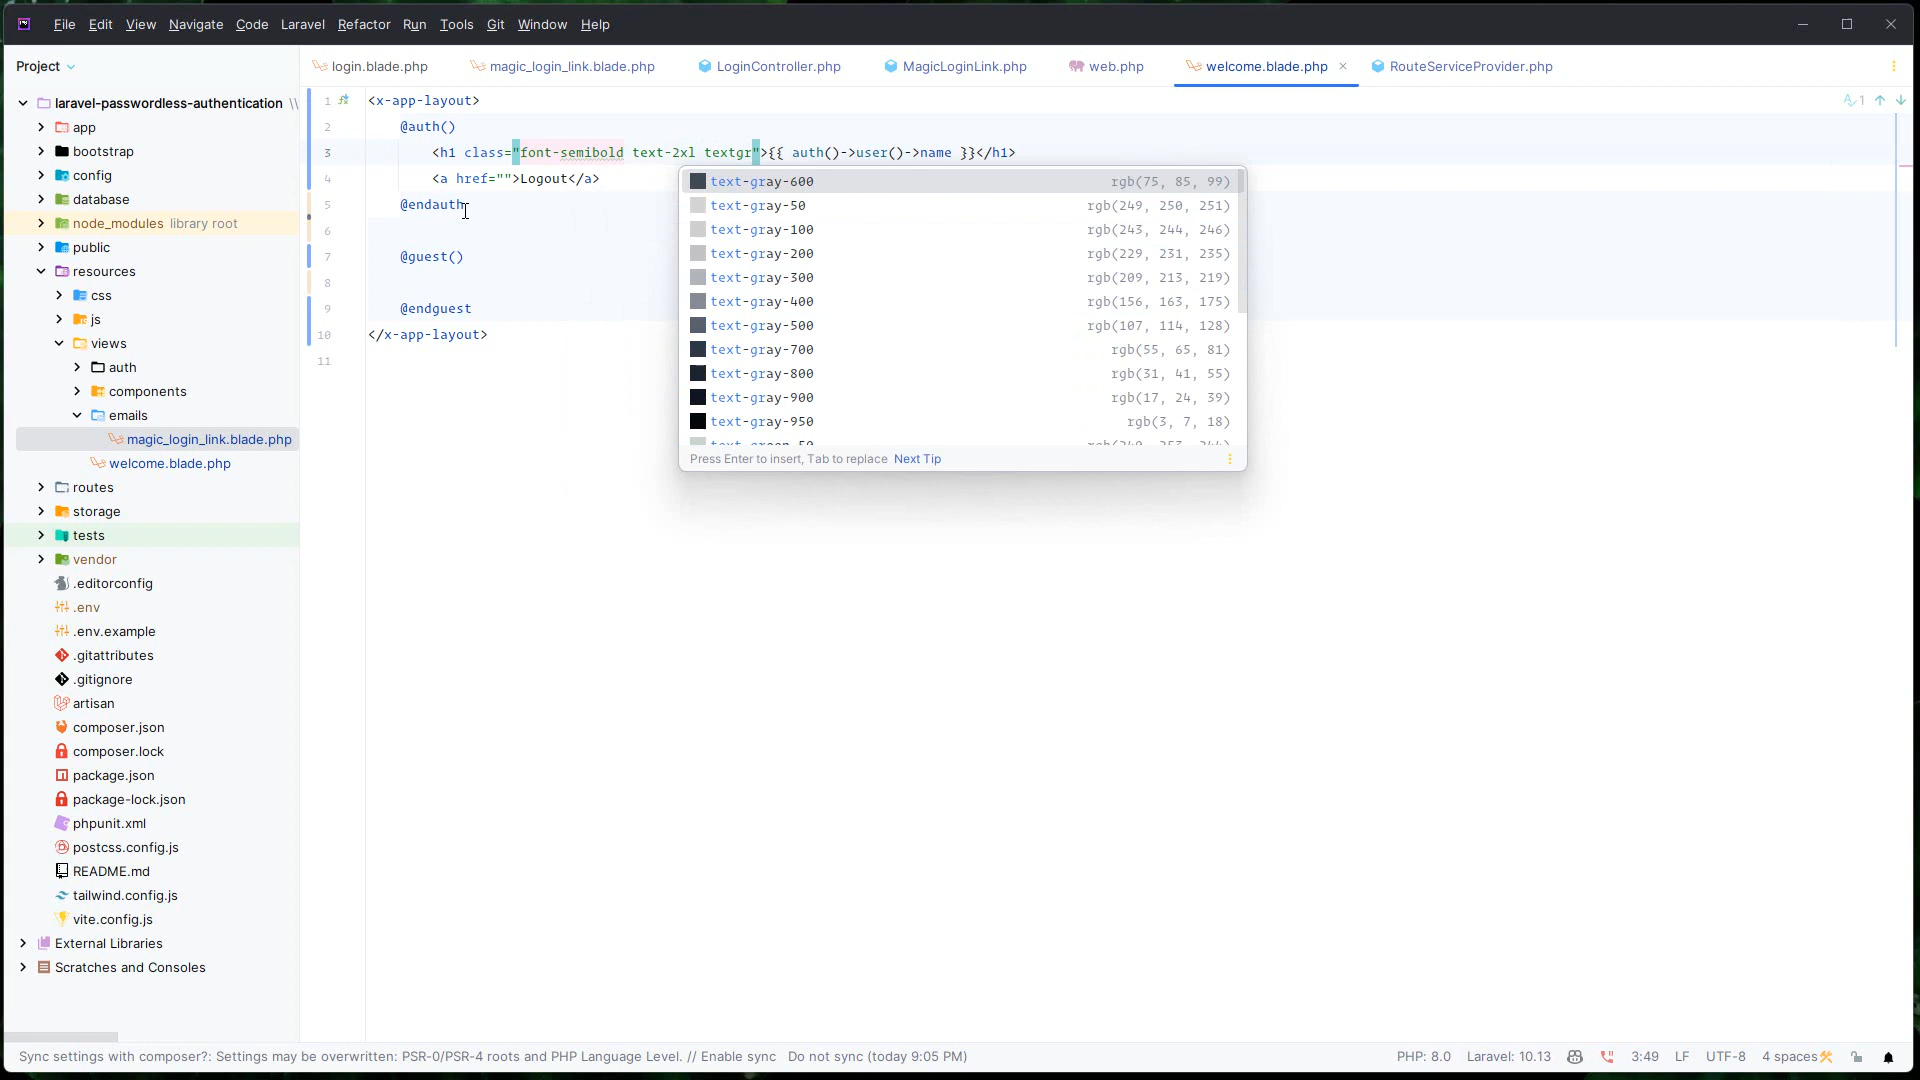 File Edit View Navigate Code Laravel Refactor Run Tools Git Window Help
Project
login.blade.php magic_login_link.blade.php LoginController.php MagicLoginLink.php web.php welcome.blade.php RouteServiceProvider.php
laravel-passwordless-authentication
app
bootstrap
config
database
node_modules library root
public
resources
css
js
views
auth
components
emails
magic_login_link.blade.php
welcome.blade.php
routes
storage
tests
vendor
.editorconfig
.env
.env.example
.gitattributes
.gitignore
artisan
composer.json
composer.lock
package.json
package-lock.json
phpunit.xml
postcss.config.js
README.md
tailwind.config.js
vite.config.js
External Libraries
Scratches and Consoles
1 <x-app-layout>
2 @auth()
3 <h1 class="font-semibold text-2xl textgr">{{ auth()->user()->name }}</h1>
4 <a href="">Logout</a>
5 @endauth
6
7 @guest()
8
9 @endguest
10 </x-app-layout>
11
1
text-gray-600 rgb(75, 85, 99)
text-gray-50 rgb(249, 250, 251)
text-gray-100 rgb(243, 244, 246)
text-gray-200 rgb(229, 231, 235)
text-gray-300 rgb(209, 213, 219)
text-gray-400 rgb(156, 163, 175)
text-gray-500 rgb(107, 114, 128)
text-gray-700 rgb(55, 65, 81)
text-gray-800 rgb(31, 41, 55)
text-gray-900 rgb(17, 24, 39)
text-gray-950 rgb(3, 7, 18)
Press Enter to insert, Tab to replace Next Tip
Sync settings with composer?: Settings may be overwritten: PSR-0/PSR-4 roots and PHP Language Level. // Enable sync Do not sync (today 9:05 PM)
PHP: 8.0 Laravel: 10.13 3:49 LF UTF-8 4 spaces